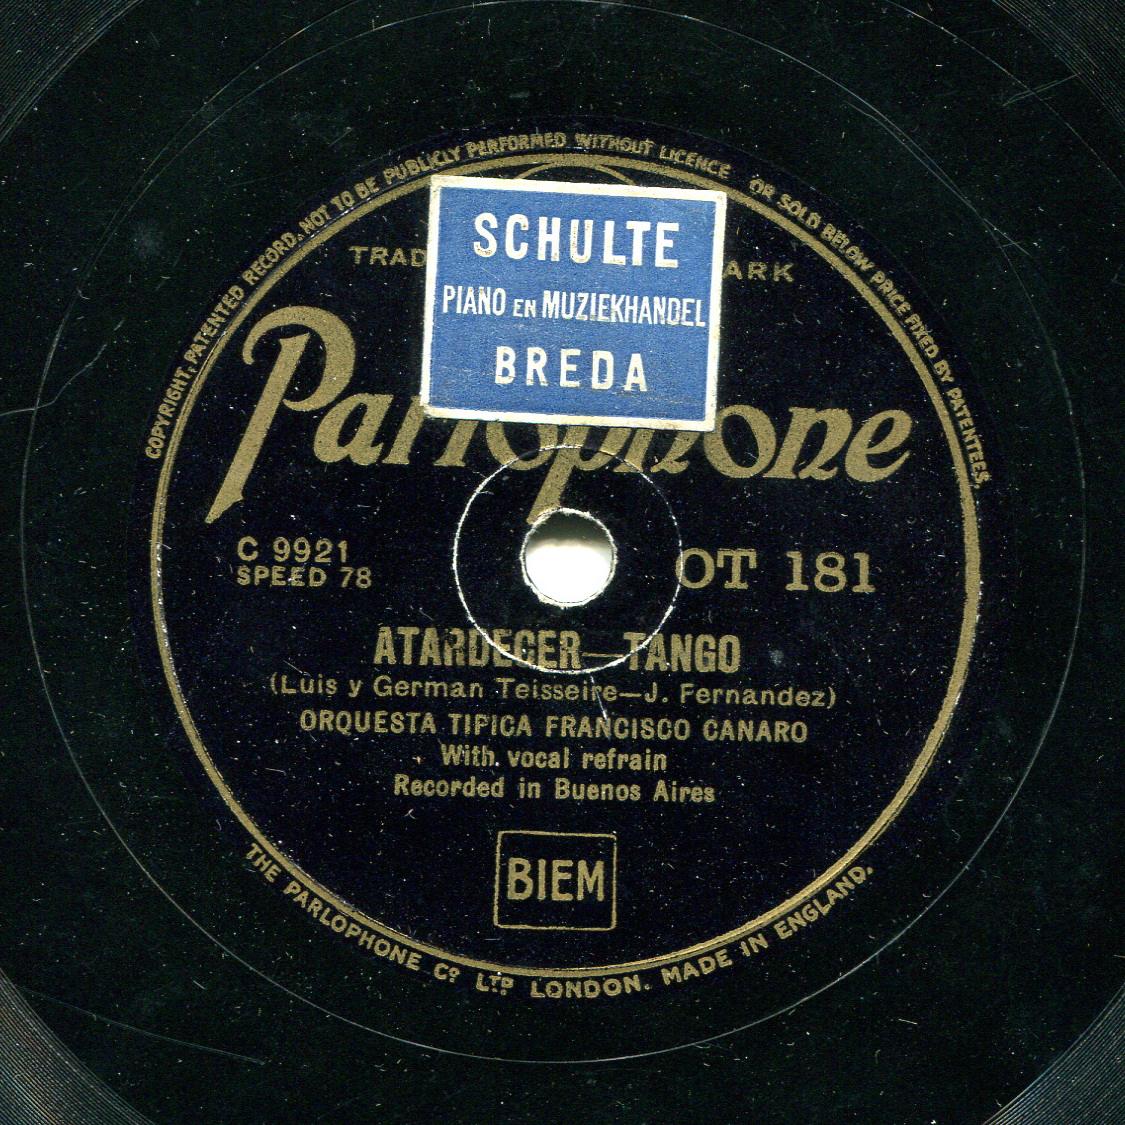 COPYRIGHT, PATENTED RECORD. NOT TO BE PUBLICLY PERFORMED WITHOUT LICENCE OR SOLD BELOW PRICE FIXED BY PATENTEES,
TRAD ARK
SCHULTE
PIANO EN MUZIEKHANDEL
BREDA
Parlophone
C 9921
SPEED 78
OT 181
ATARDECER—TANGO
(Luis y German Teisseire—J. Fernandez)
ORQUESTA TIPICA FRANCISCO CANARO
With vocal refrain
Recorded in Buenos Aires
BIEM
THE PARLOPHONE Cº LTD LONDON. MADE IN ENGLAND.